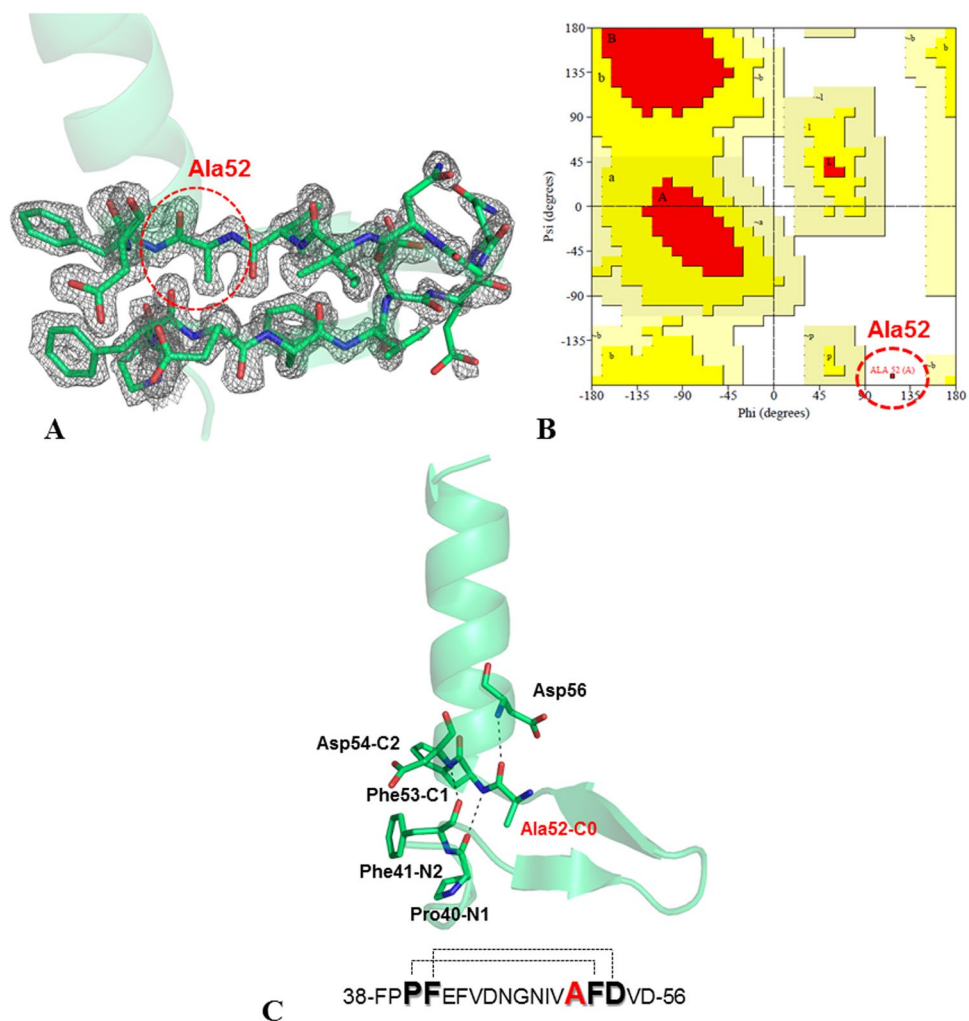 A
Ala52
B
180
135
90
45
0
-45
-90
-135
Psi (degrees)
B
b
~b
b
~b
~l
l
L
a
A
~a
~b
b
~p
p
~b
b
Ala52
ALA 52 (A)
-180
-135
-90
-45
0
45
90
135
180
Phi (degrees)
Asp56
Asp54-C2
Phe53-C1
Ala52-C0
Phe41-N2
Pro40-N1
C
38-FPPFEFVDNGNIVAFDVD-56